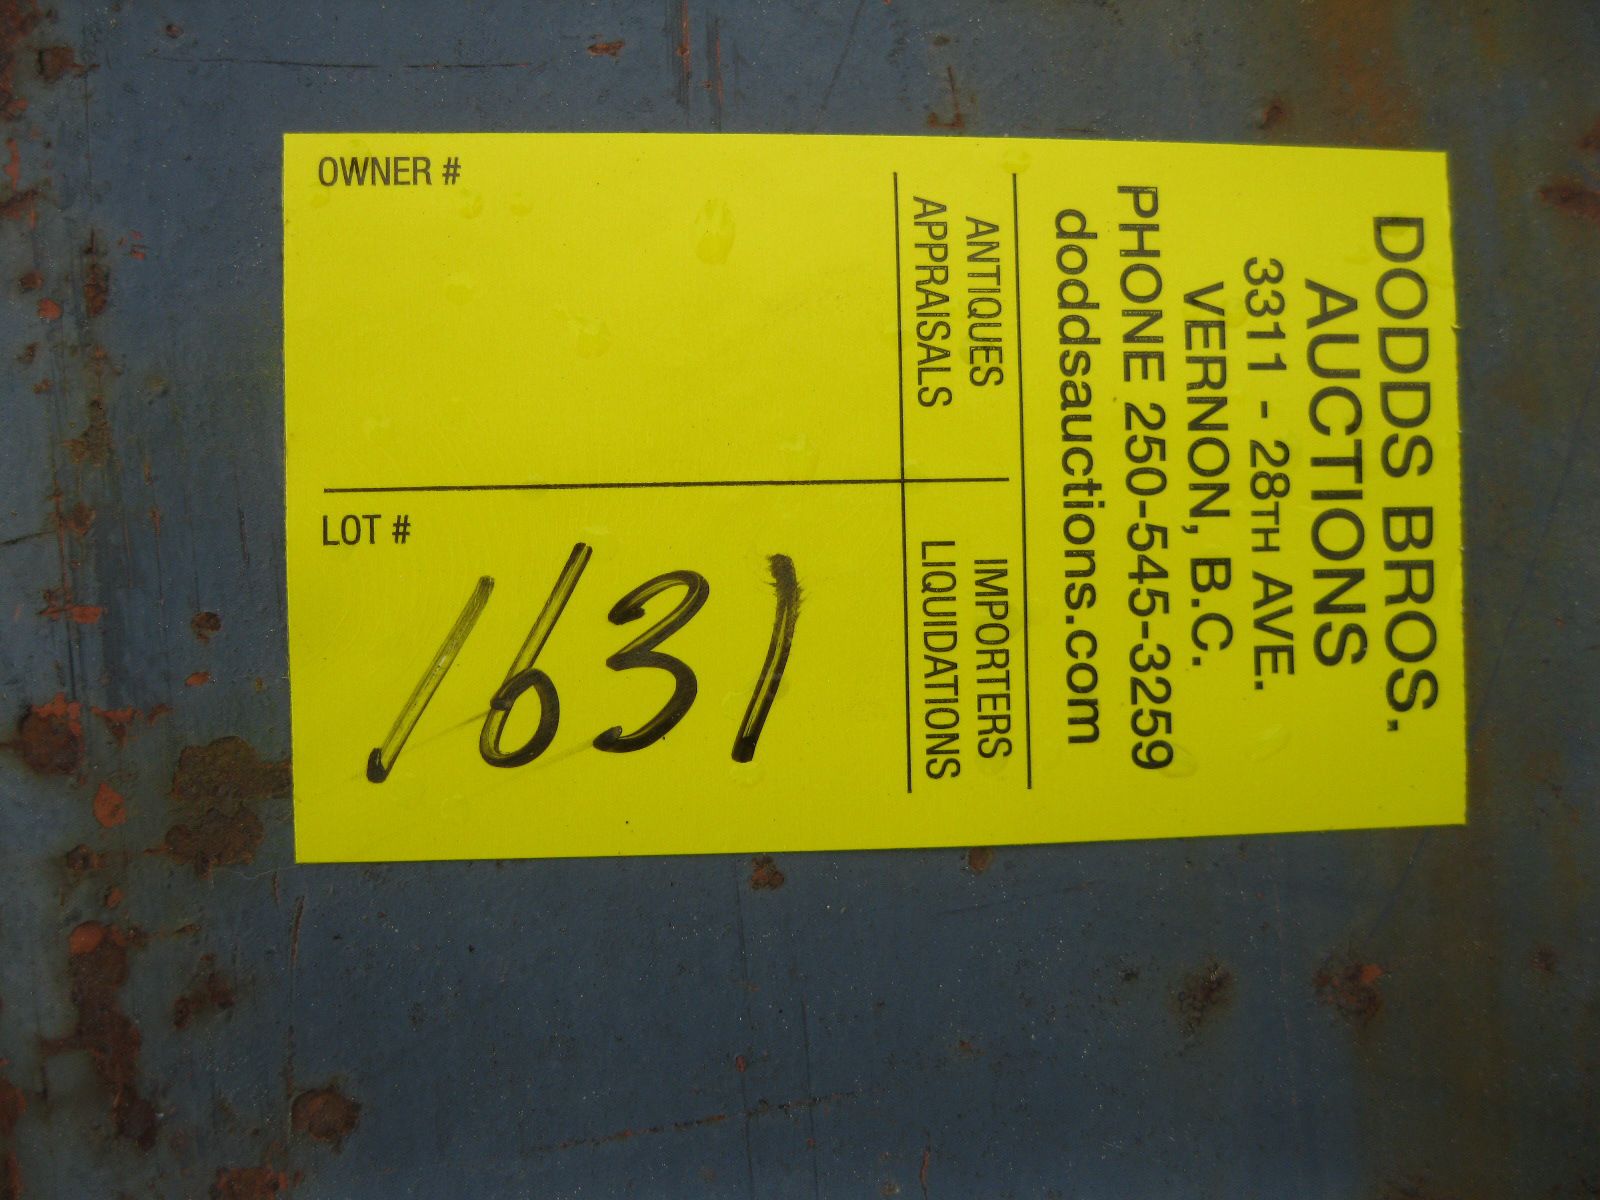 DODDS BROS.
AUCTIONS
3311 - 28TH AVE.
VERNON, B.C.
PHONE 250-545-3259
doddsauctions.com
ANTIQUES
APPRAISALS
IMPORTERS
LIQUIDATIONS
OWNER #
LOT #
1631